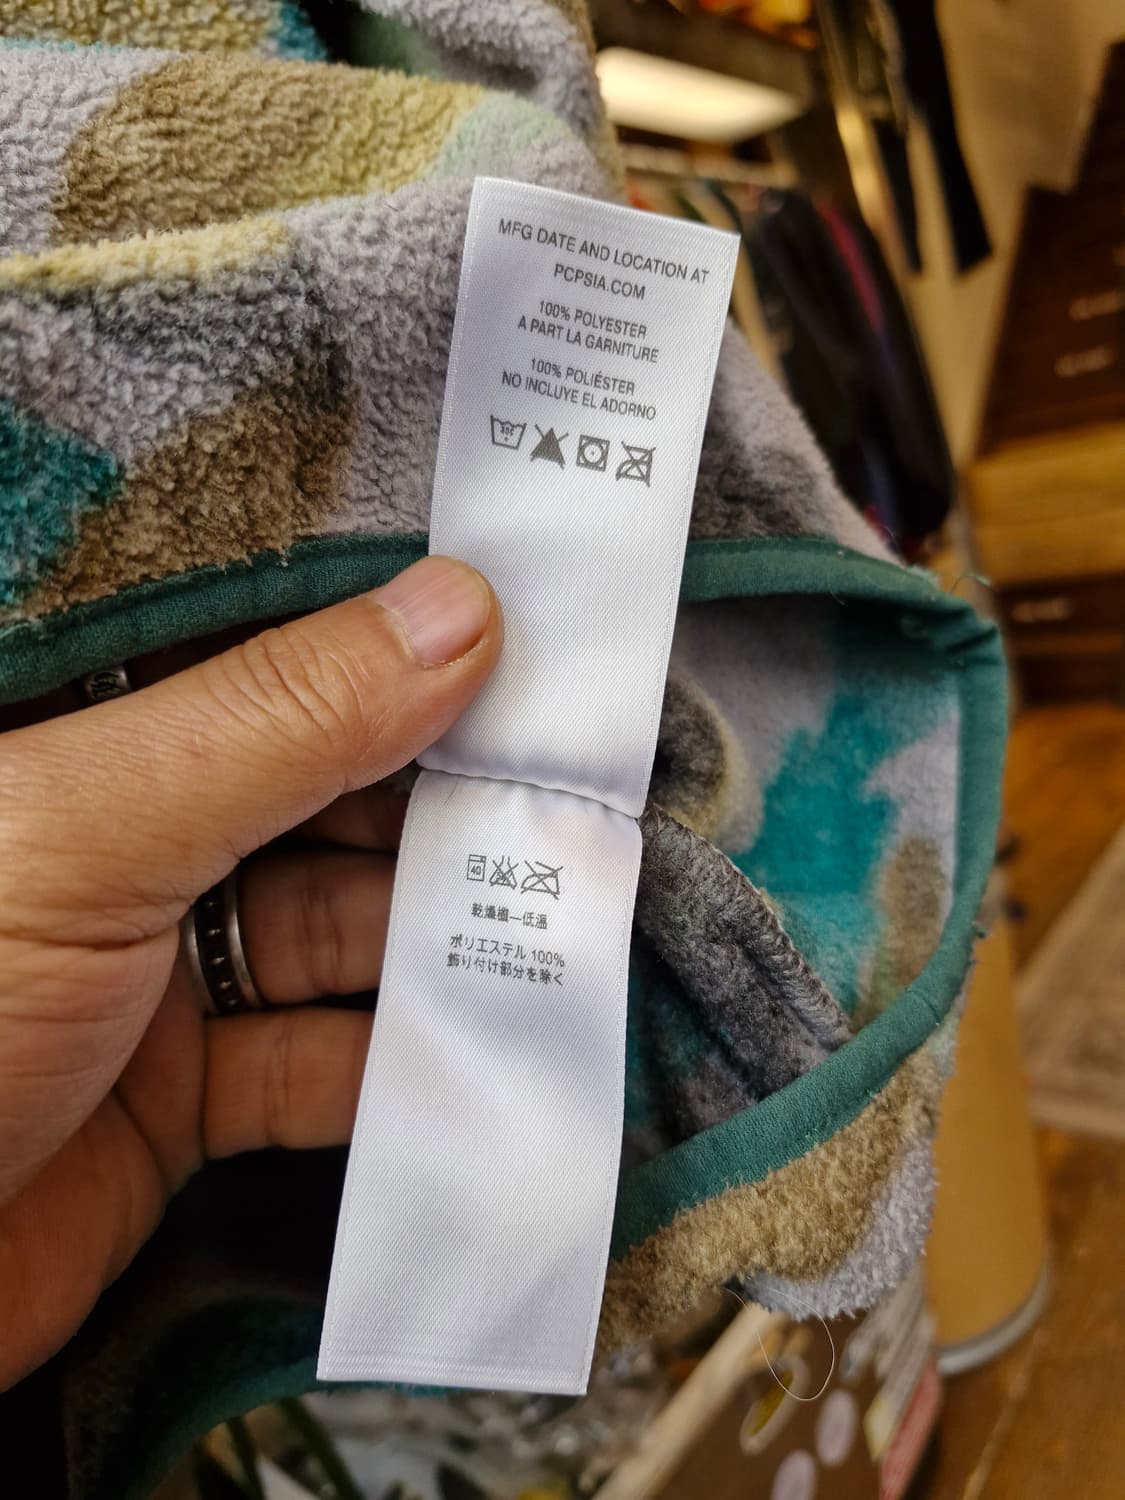 MFG DATE AND LOCATION AT
PCPSIA.COM
100% POLYESTER
A PART LA GARNITURE
100% POLIÉSTER
NO INCLUYE EL ADORNO
40
乾燥機—低温
ポリエステル 100%
飾り付け部分を除く